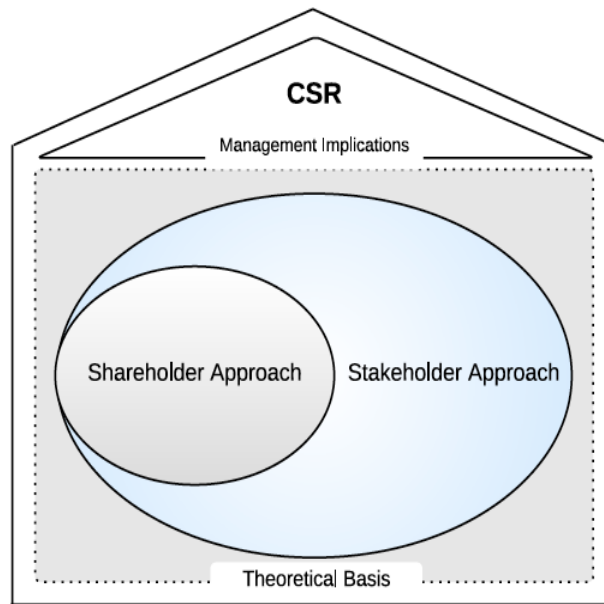 CSR
Management Implications
Shareholder Approach
Stakeholder Approach
Theoretical Basis